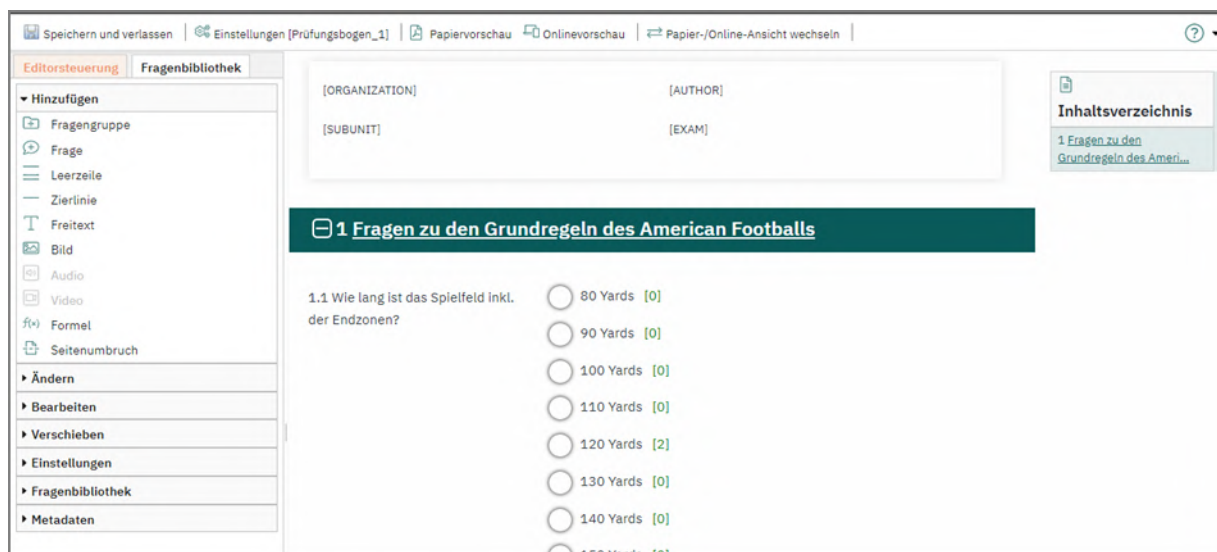 Speichern und verlassen Einstellungen [Prüfungsbogen_1] Papiervorschau Onlinevorschau Papier-/Online-Ansicht wechseln ?
Editorsteuerung Fragenbibliothek
Hinzufügen
Fragengruppe
Frage
Leerzeile
Zierlinie
Freitext
Bild
Audio
Video
Formel
Seitenumbruch
Ändern
Bearbeiten
Verschieben
Einstellungen
Fragenbibliothek
Metadaten
[ORGANIZATION] [AUTHOR]
[SUBUNIT] [EXAM]
1 Fragen zu den Grundregeln des American Footballs
1.1 Wie lang ist das Spielfeld inkl.
der Endzonen?
80 Yards [0]
90 Yards [0]
100 Yards [0]
110 Yards [0]
120 Yards [2]
130 Yards [0]
140 Yards [0]
Inhaltsverzeichnis
1 Fragen zu den
Grundregeln des Ameri...